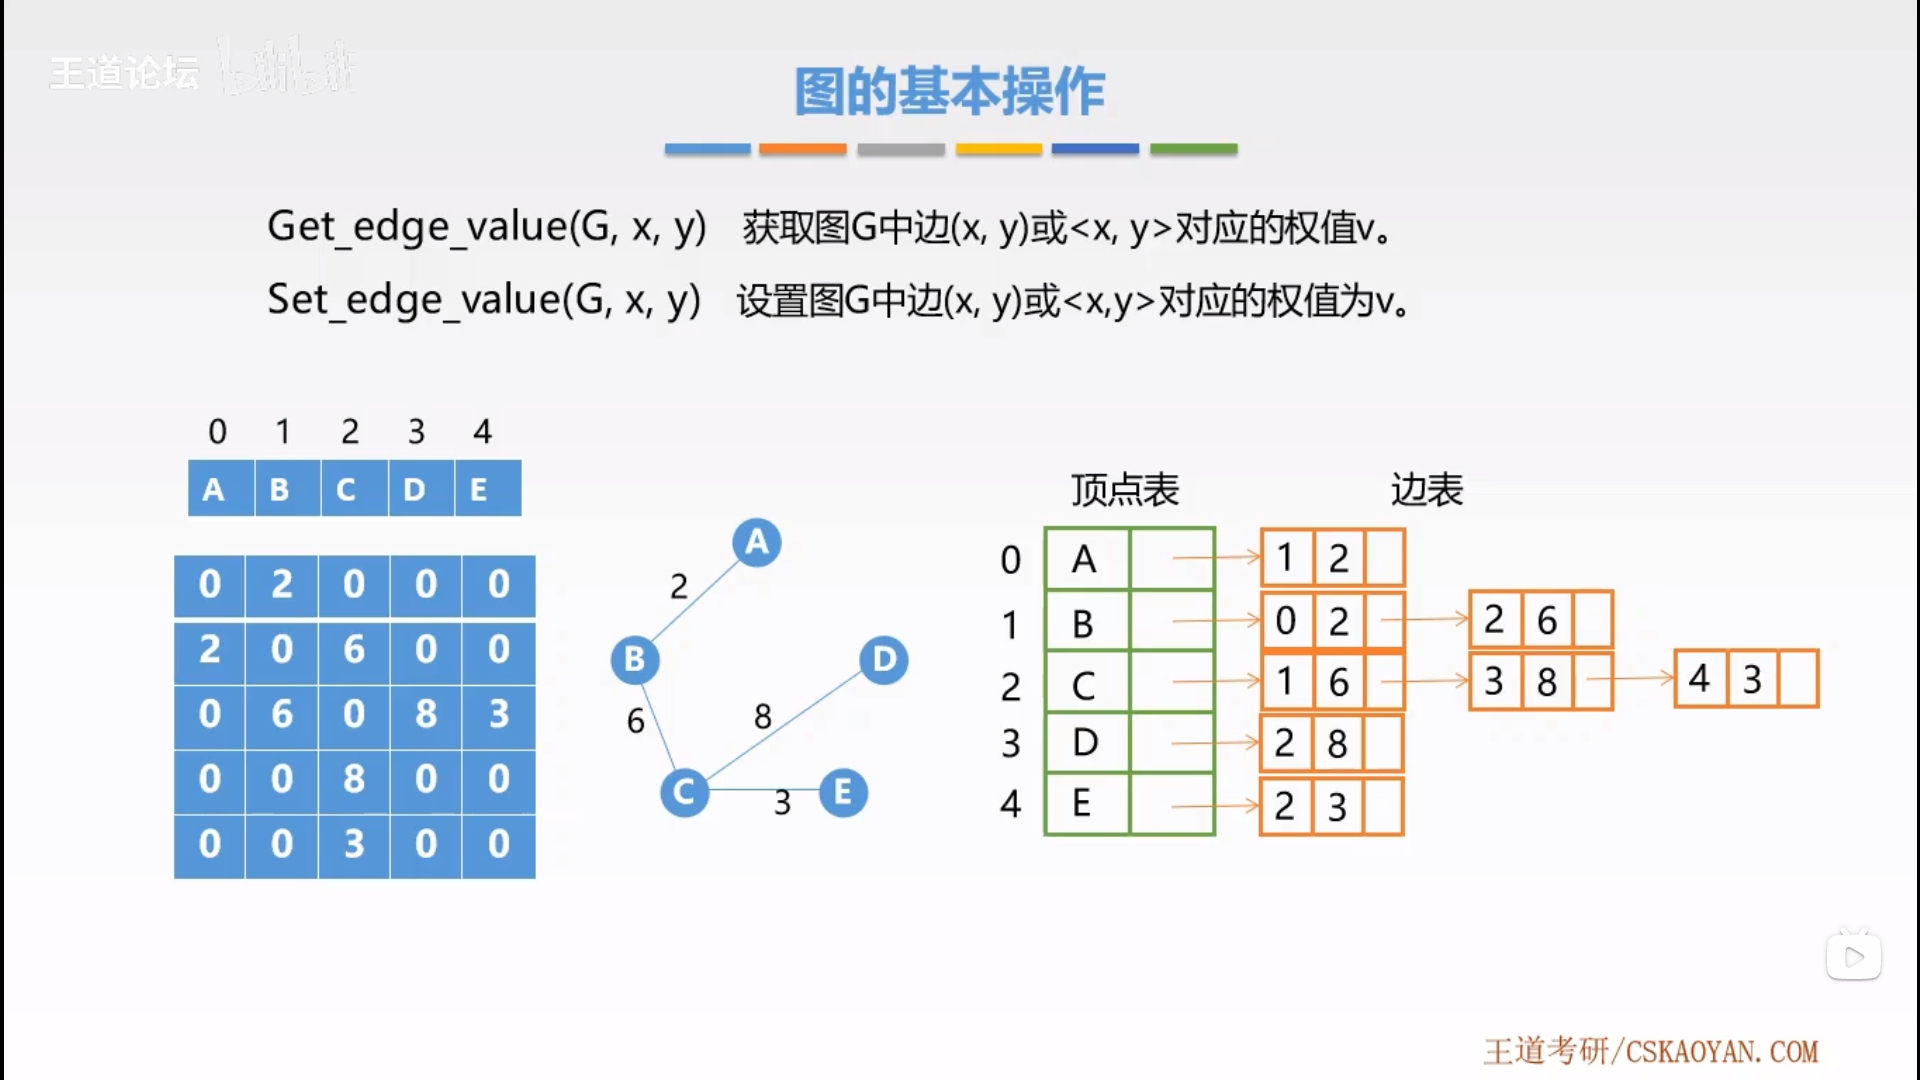 王道论坛 bilibili
图的基本操作
Get_edge_value(G, x, y) 获取图G中边(x, y)或<x, y>对应的权值v。
Set_edge_value(G, x, y) 设置图G中边(x, y)或<x,y>对应的权值为v。
0 1 2 3 4
A B C D E
0 2 0 0 0
2 0 6 0 0
0 6 0 8 3
0 0 8 0 0
0 0 3 0 0
A
2
B
D
6
8
C
3
E
顶点表 边表
0 A 1 2
1 B 0 2 2 6
2 C 1 6 3 8 4 3
3 D 2 8
4 E 2 3
王道考研/CSKAOYAN.COM